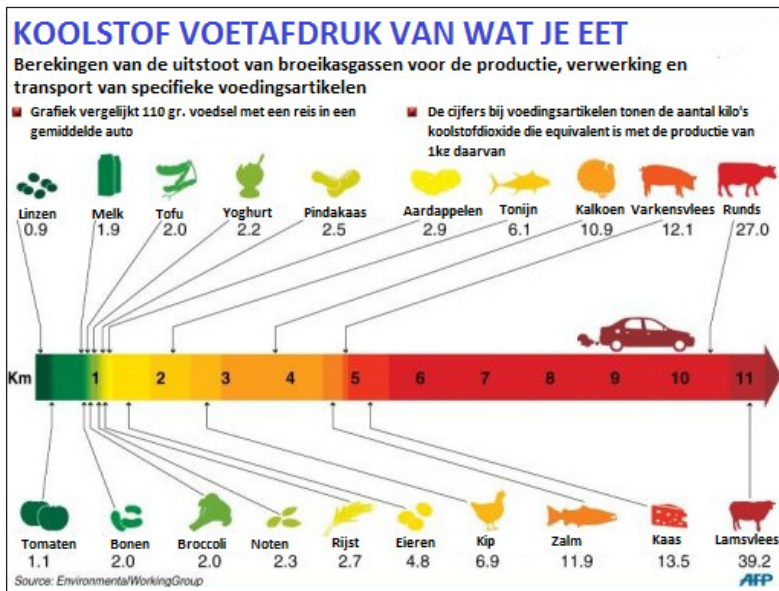 KOOLSTOF VOETAFDRUK VAN WAT JE EET
Berekingen van de uitstoot van broeikasgassen voor de productie, verwerking en
transport van specifieke voedingsartikelen
Grafiek vergelijkt 110 gr. voedsel met een reis in een
gemiddelde auto
De cijfers bij voedingsartikelen tonen de aantal kilo's
koolstofdioxide die equivalent is met de productie van
1kg daarvan
Linzen Melk Tofu Yoghurt Pindakaas Aardappelen Tonijn Kalkoen Varkensvlees Runds
0.9 1.9 2.0 2.2 2.5 2.9 6.1 10.9 12.1 27.0
Km 1 2 3 4 5 6 7 8 9 10 11
Tomaten Bonen Broccoli Noten Rijst Eieren Kip Zalm Kaas Lamsvlees
1.1 2.0 2.0 2.3 2.7 4.8 6.9 11.9 13.5 39.2
Source: EnvironmentalWorkingGroup
AFP